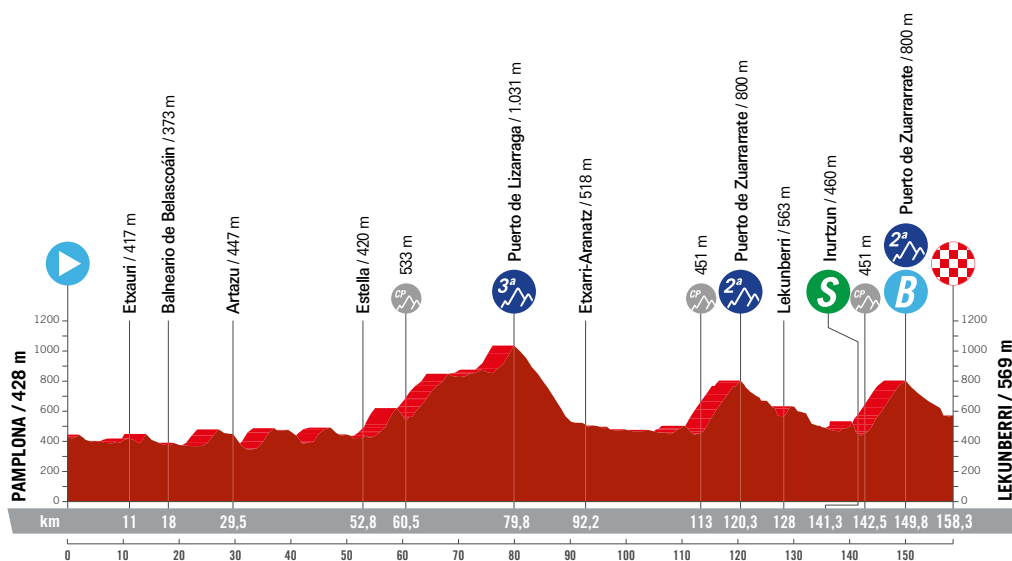 PAMPLONA / 428 m
Etxauri / 417 m
Balneario de Belascoáin / 373 m
Artazu / 447 m
Estella / 420 m
533 m
CP
Puerto de Lizarraga / 1.031 m
3ª
Etxarri-Aranatz / 518 m
451 m
CP
Puerto de Zuararrate / 800 m
2ª
Lekunberri / 563 m
Irurtzun / 460 m
S
451 m
CP
Puerto de Zuararrate / 800 m
2ª
B
LEKUNBERRI / 569 m
1200 1200
1000 1000
800 800
600 600
400 400
200 200
0 0
km 11 18 29,5 52,8 60,5 79,8 92,2 113 120,3 128 141,3 142,5 149,8 158,3
0 10 20 30 40 50 60 70 80 90 100 110 120 130 140 150